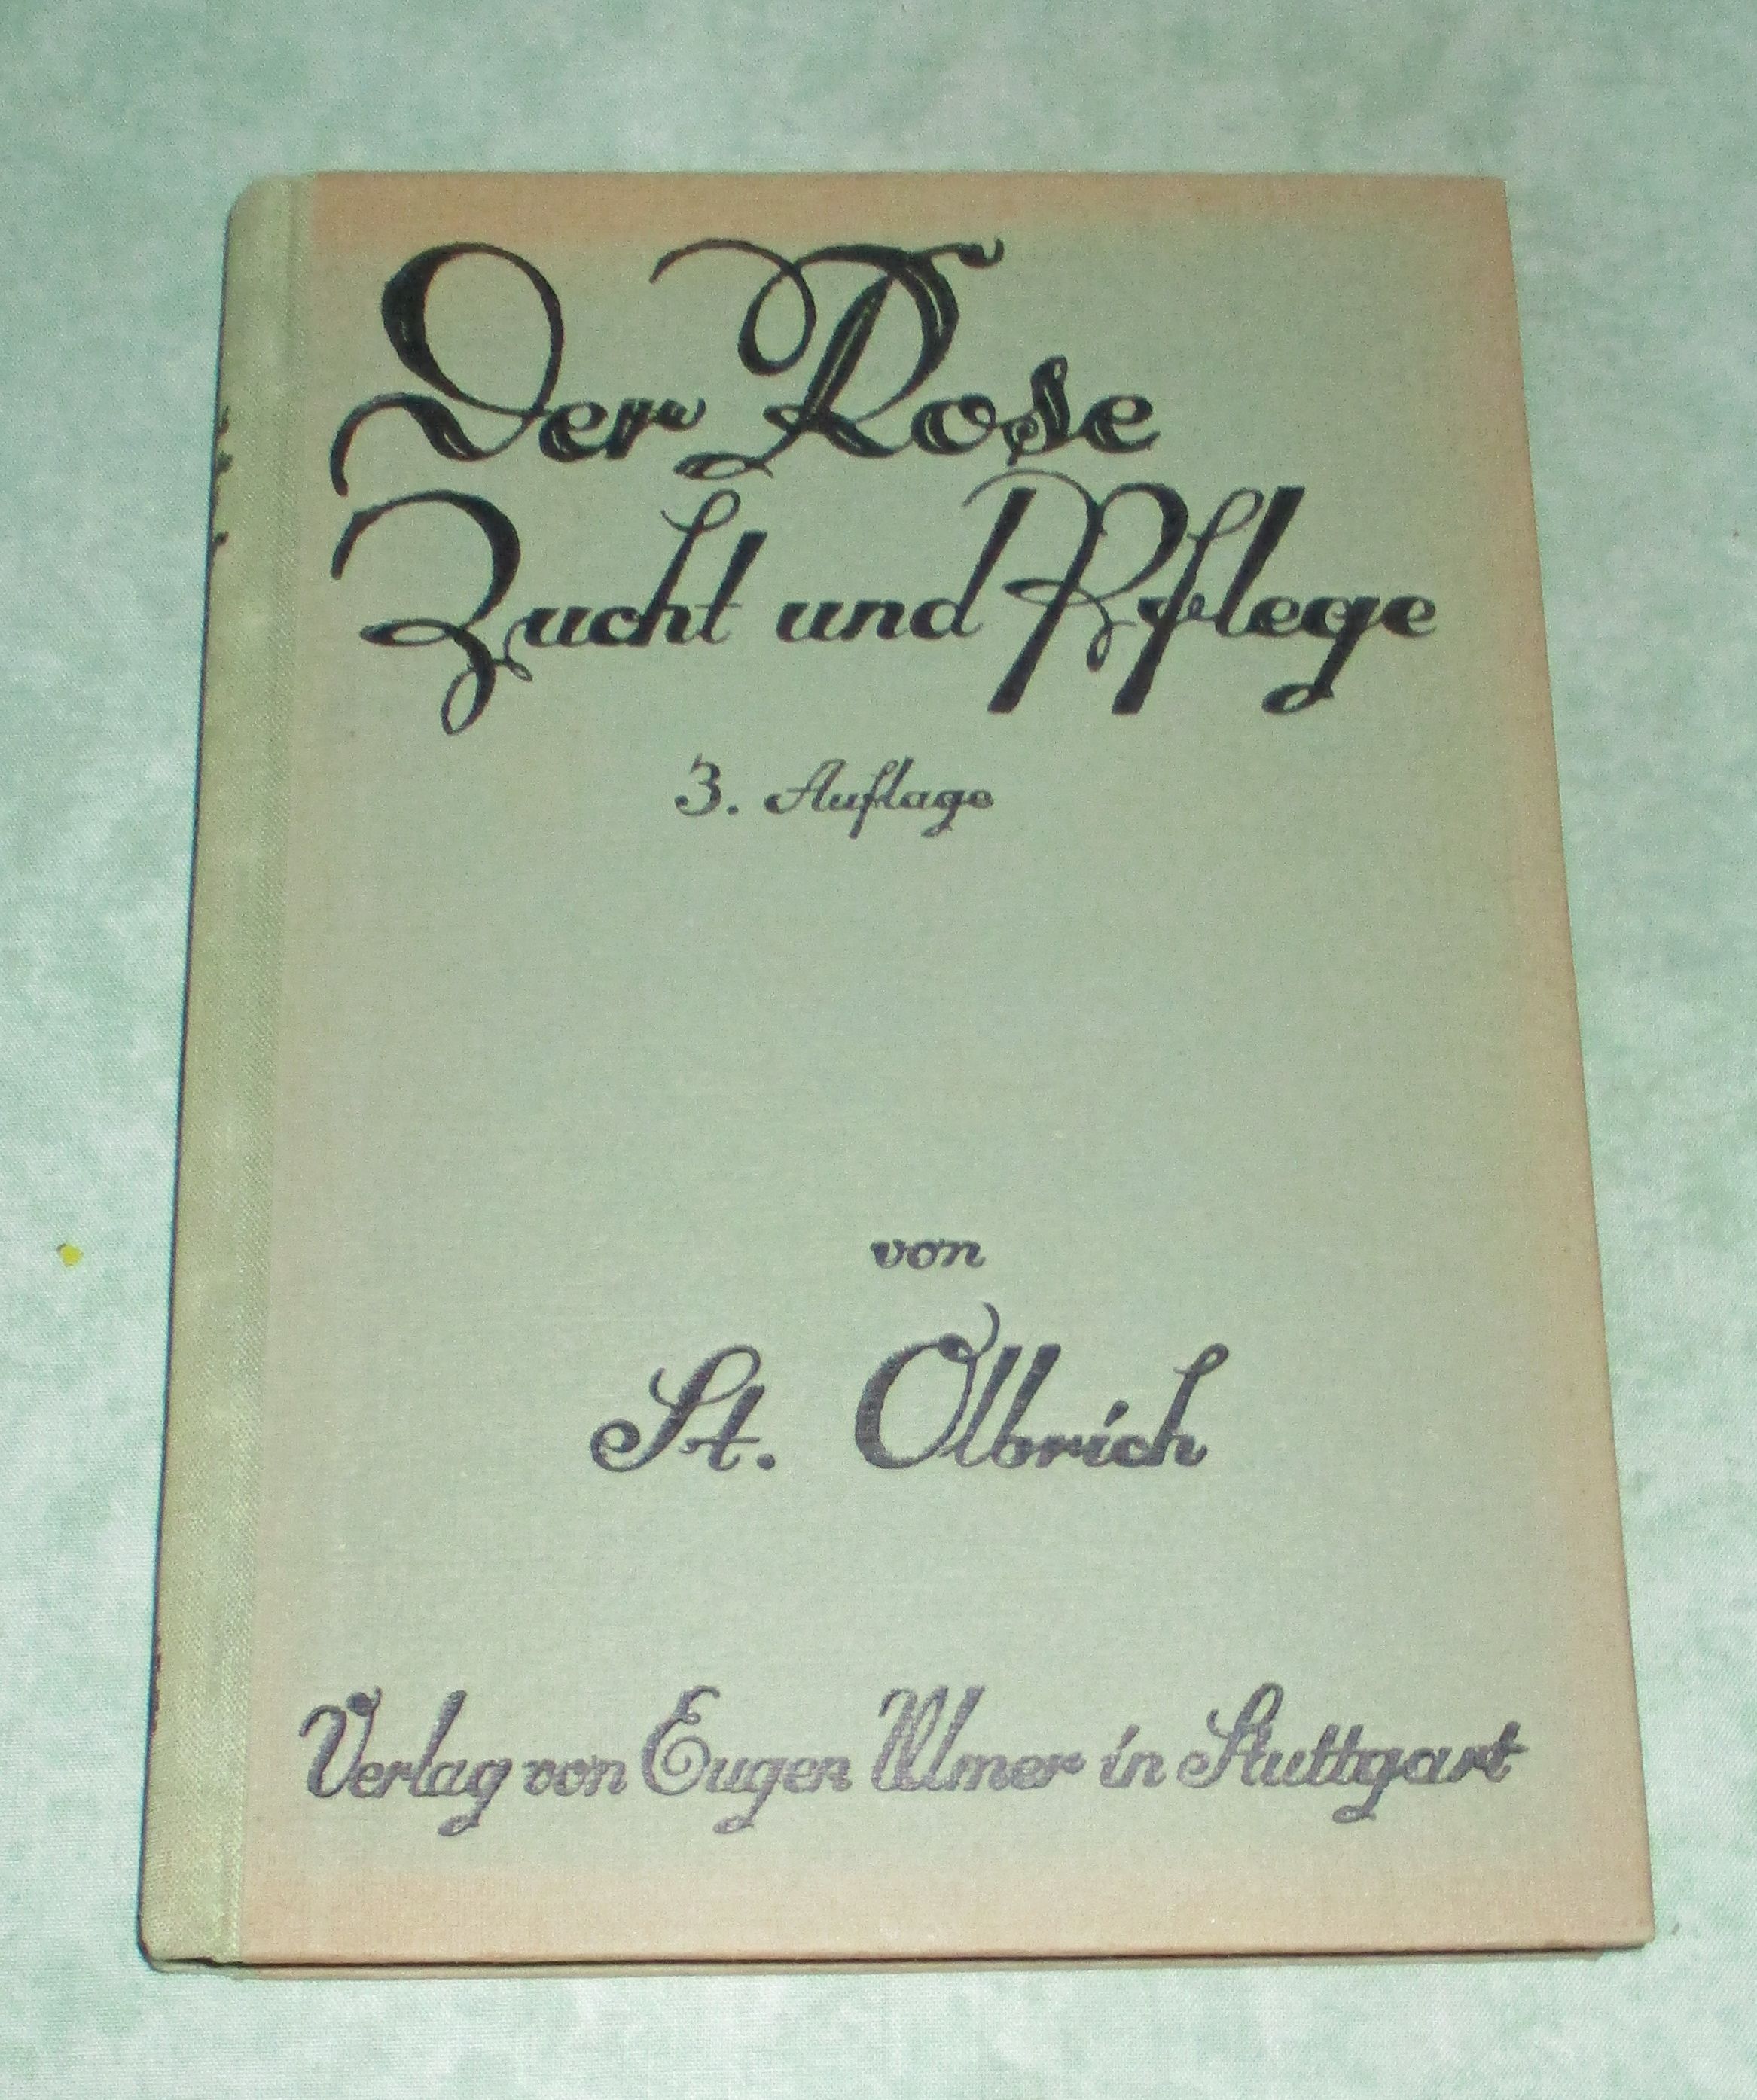 Der Rose
Zucht und Pflege
3. Auflage
von
St. Olbrich
Verlag von Eugen Ulmer in Stuttgart